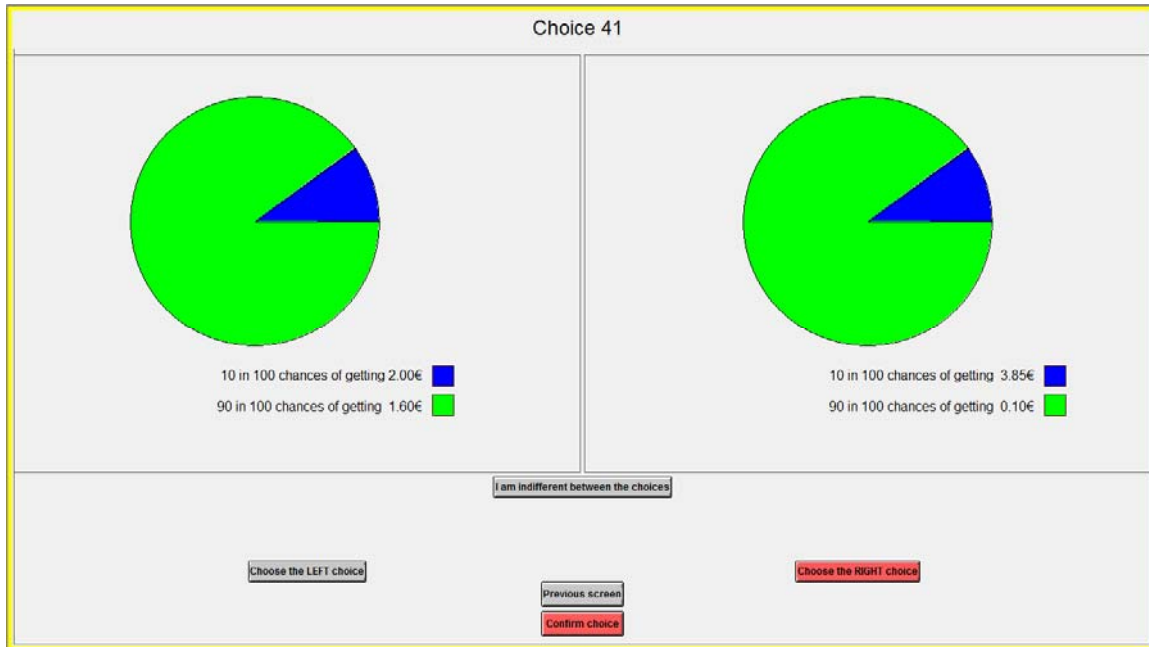 Choice 41
10 in 100 chances of getting 2.00€
90 in 100 chances of getting 1.60€
10 in 100 chances of getting 3.85€
90 in 100 chances of getting 0.10€
I am indifferent between the choices
Choose the LEFT choice
Choose the RIGHT choice
Previous screen
Confirm choice